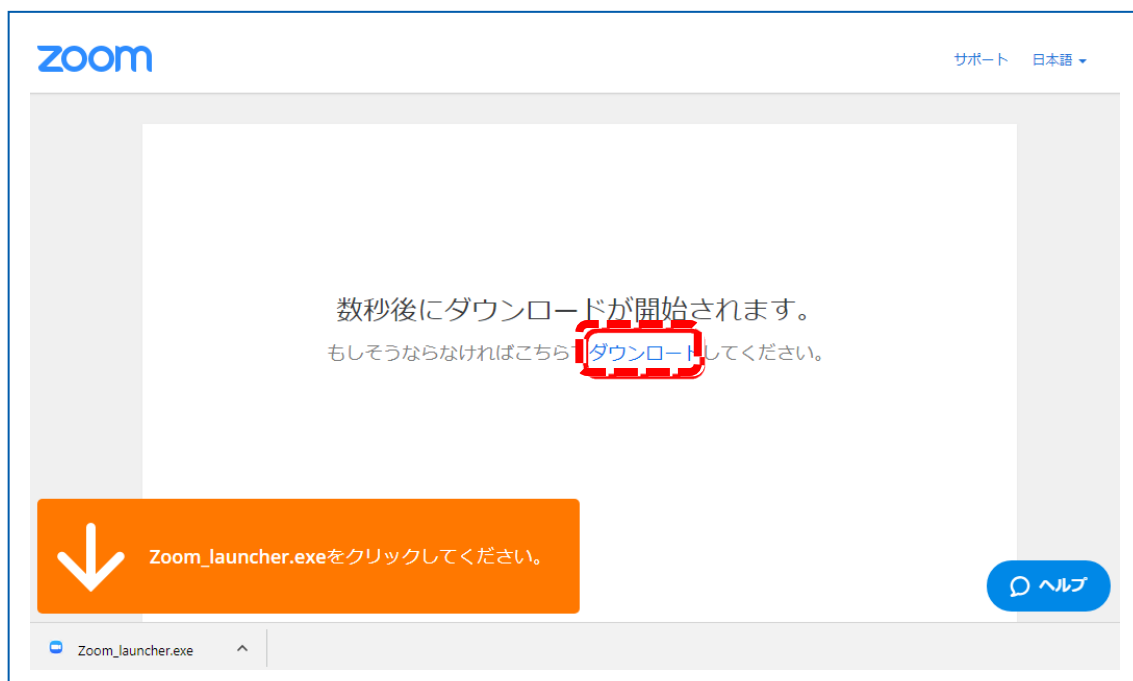 zoom
サポート 日本語
数秒後にダウンロードが開始されます。
もしそうならなければこちらでダウンロードしてください。
Zoom_launcher.exeをクリックしてください。
ヘルプ
Zoom_launcher.exe